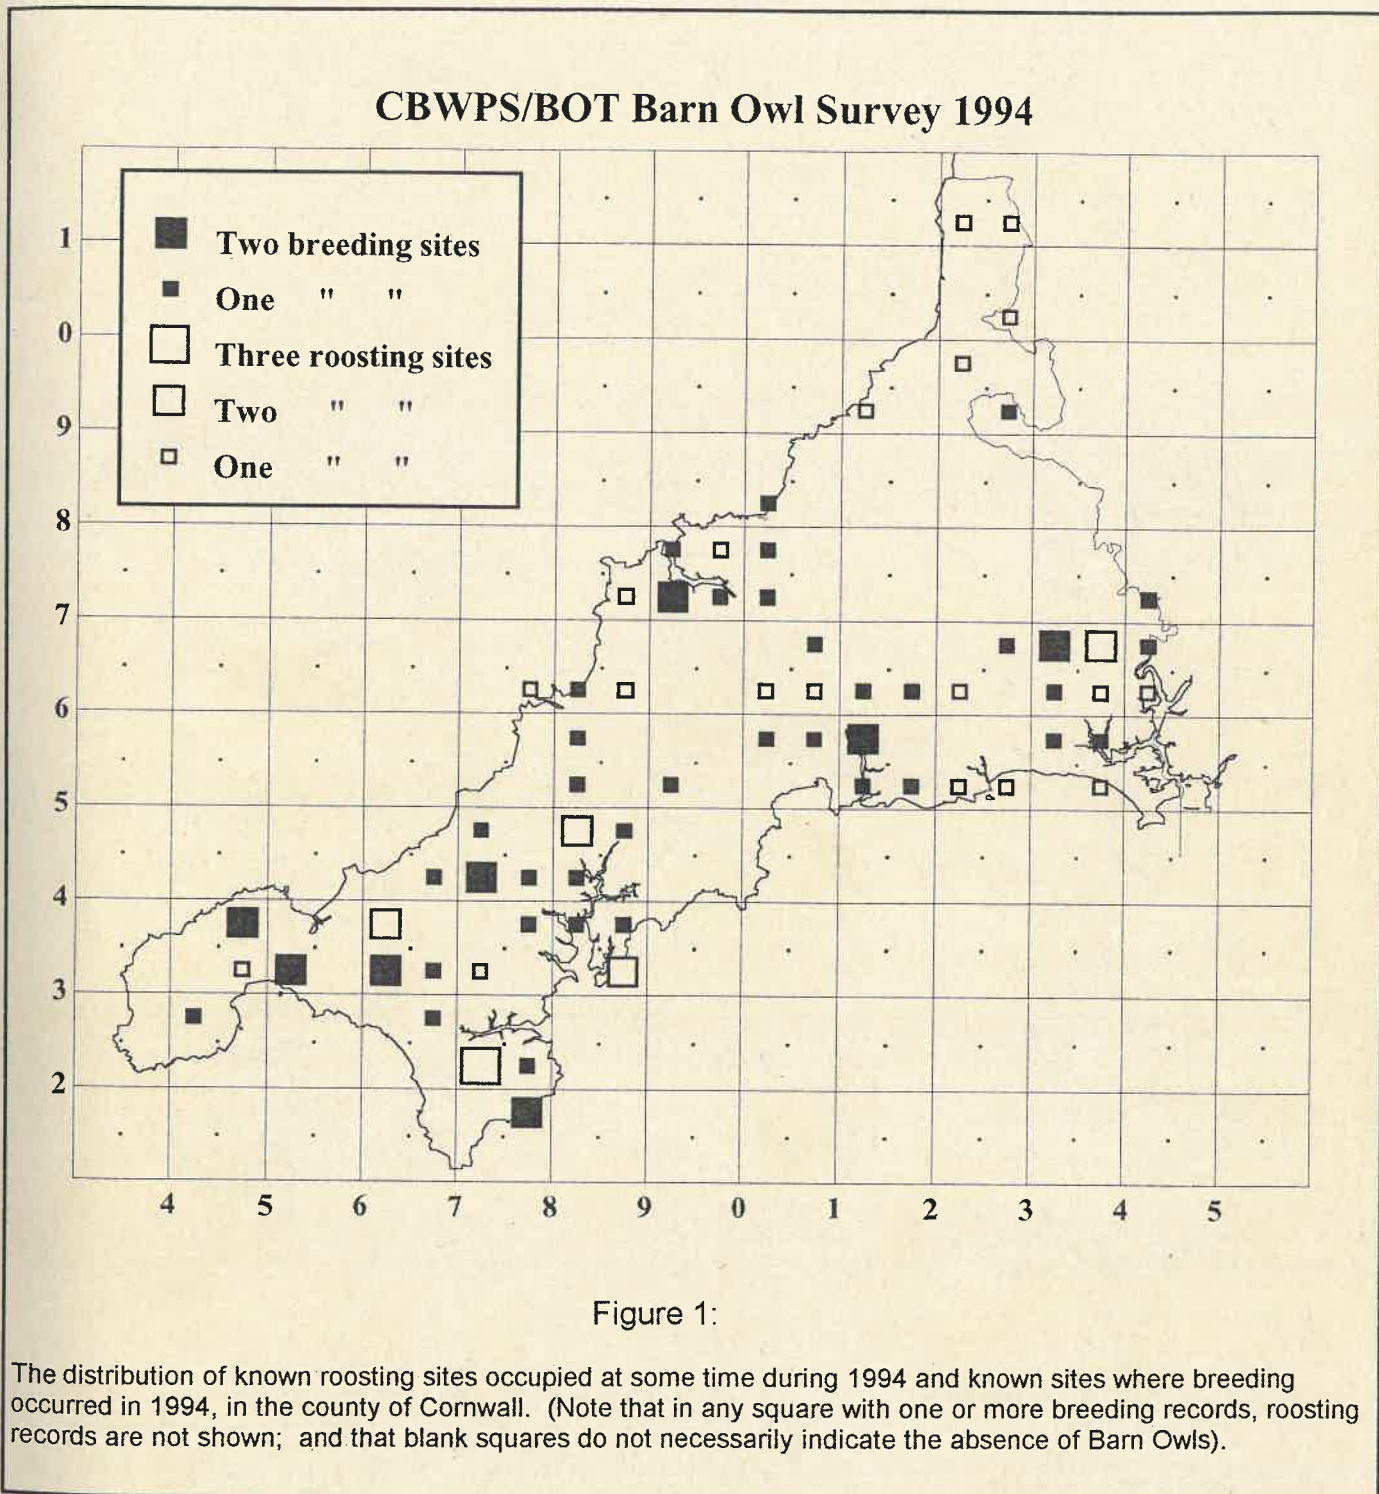 CBWPS/BOT Barn Owl Survey 1994
Two breeding sites
One " "
Three roosting sites
Two " "
One " "
1
0
9
8
7
6
5
4
3
2
4 5 6 7 8 9 0 1 2 3 4 5
Figure 1:
The distribution of known roosting sites occupied at some time during 1994 and known sites where breeding
occurred in 1994, in the county of Cornwall. (Note that in any square with one or more breeding records, roosting
records are not shown; and that blank squares do not necessarily indicate the absence of Barn Owls).